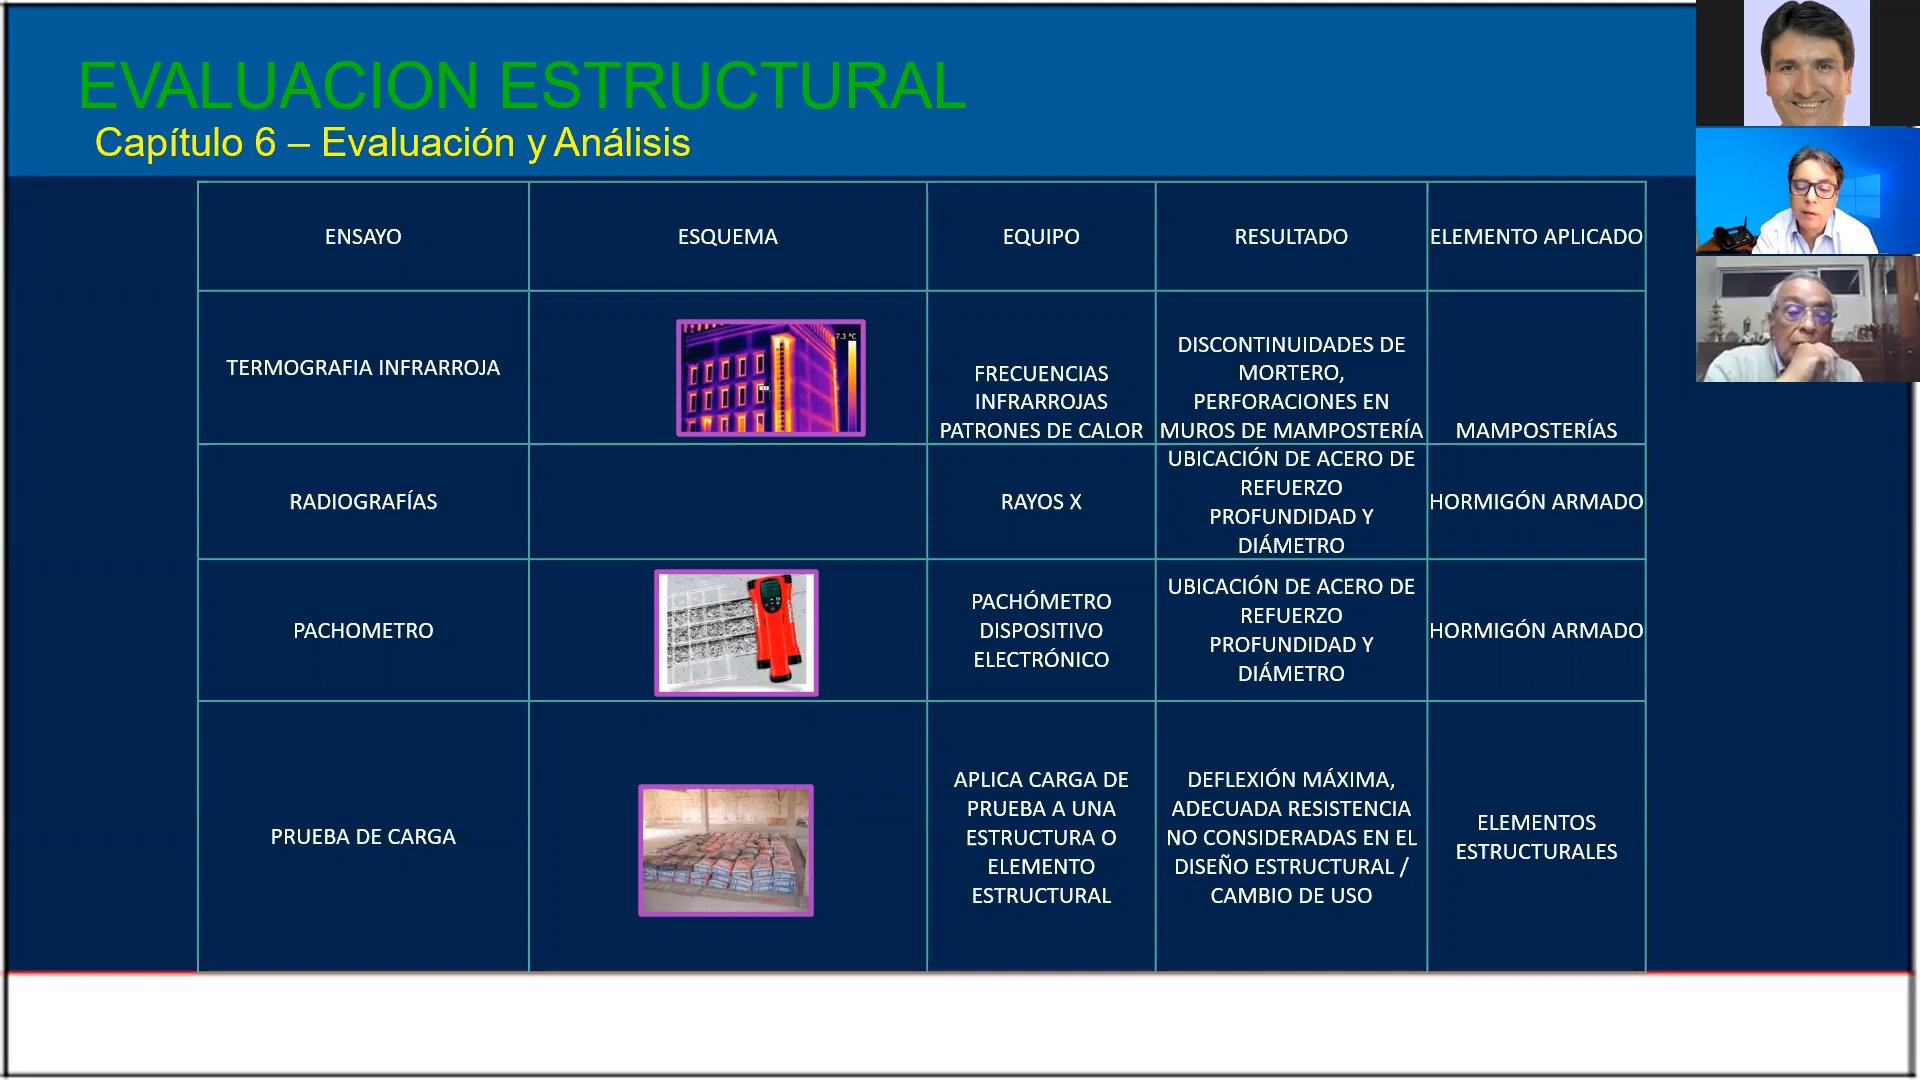 EVALUACION ESTRUCTURAL
Capítulo 6 – Evaluación y Análisis
ENSAYO
ESQUEMA
EQUIPO
RESULTADO
ELEMENTO APLICADO
TERMOGRAFIA INFRARROJA
7.3 °C
FRECUENCIAS
INFRARROJAS
PATRONES DE CALOR
DISCONTINUIDADES DE
MORTERO,
PERFORACIONES EN
MUROS DE MAMPOSTERÍA
MAMPOSTERÍAS
RADIOGRAFÍAS
RAYOS X
UBICACIÓN DE ACERO DE
REFUERZO
PROFUNDIDAD Y
DIÁMETRO
HORMIGÓN ARMADO
PACHOMETRO
PACHÓMETRO
DISPOSITIVO
ELECTRÓNICO
UBICACIÓN DE ACERO DE
REFUERZO
PROFUNDIDAD Y
DIÁMETRO
HORMIGÓN ARMADO
PRUEBA DE CARGA
APLICA CARGA DE
PRUEBA A UNA
ESTRUCTURA O
ELEMENTO
ESTRUCTURAL
DEFLEXIÓN MÁXIMA,
ADECUADA RESISTENCIA
NO CONSIDERADAS EN EL
DISEÑO ESTRUCTURAL /
CAMBIO DE USO
ELEMENTOS
ESTRUCTURALES